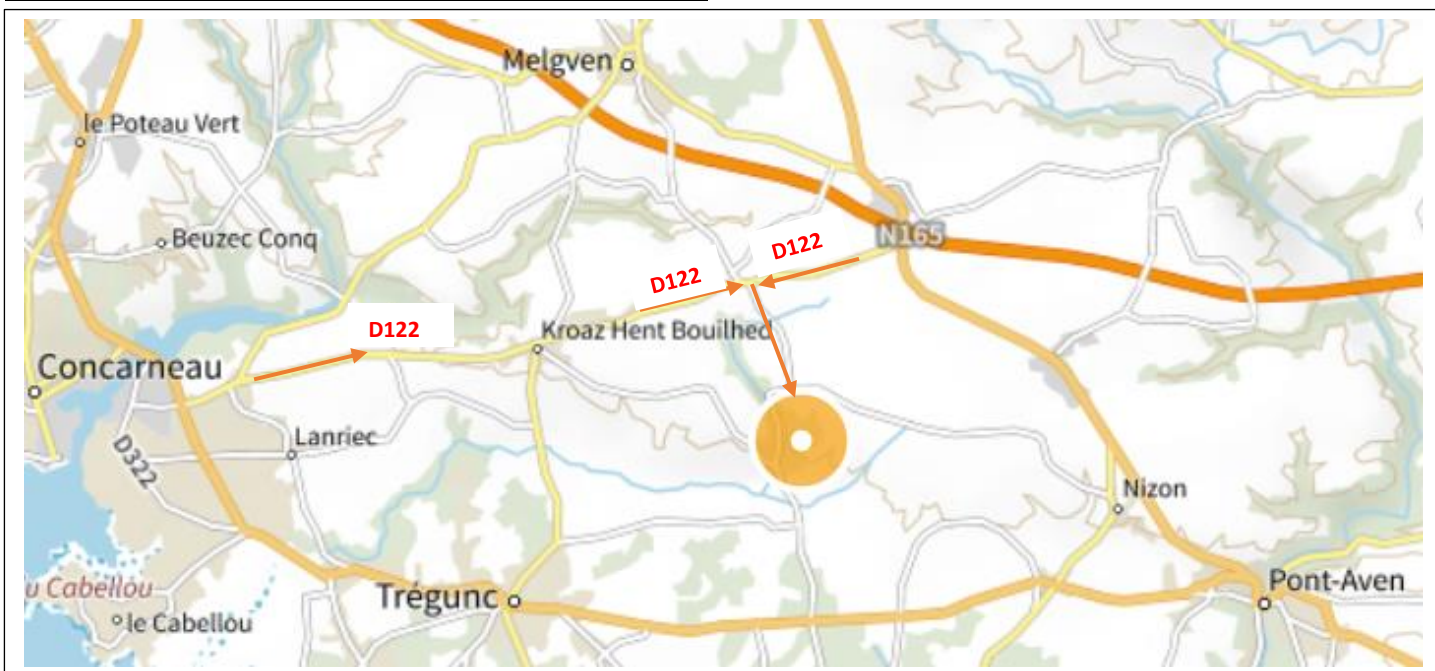 Melgven
le Poteau Vert
Beuzec Conq
N165
D122
D122
D122
Kroaz Hent Bouilhed
Concarneau
Lanriec
D322
Nizon
Trégunc
Pont-Aven
u Cabellou
le Cabellou